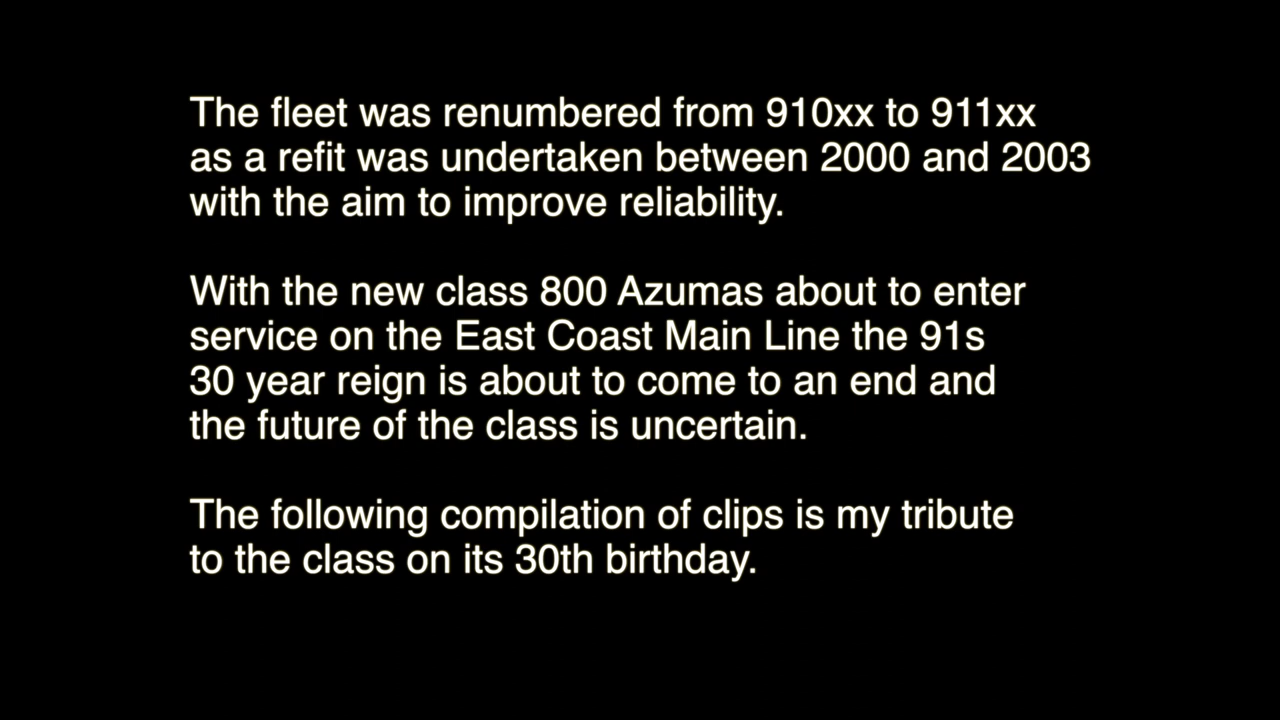 The fleet was renumbered from 910xx to 911xx
as a refit was undertaken between 2000 and 2003
with the aim to improve reliability.
With the new class 800 Azumas about to enter
service on the East Coast Main Line the 91s
30 year reign is about to come to an end and
the future of the class is uncertain.
The following compilation of clips is my tribute
to the class on its 30th birthday.